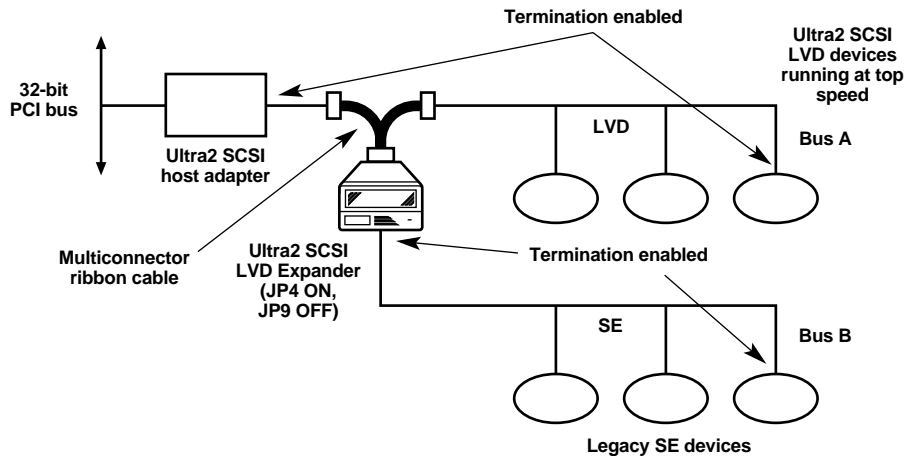 Termination enabled
Ultra2 SCSI
LVD devices
running at top
speed
32-bit
PCI bus
LVD
Bus A
Ultra2 SCSI
host adapter
Multiconnector
ribbon cable
Ultra2 SCSI
LVD Expander
(JP4 ON,
JP9 OFF)
Termination enabled
SE
Bus B
Legacy SE devices